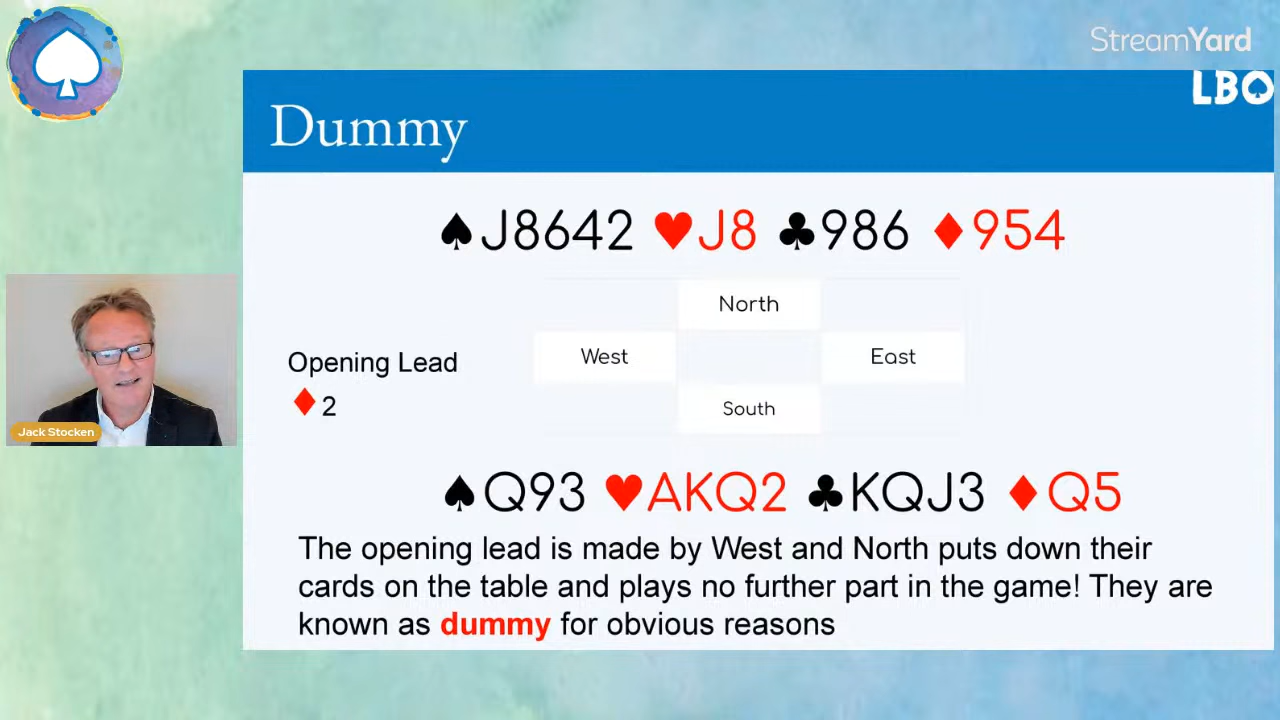 StreamYard
LBO
Dummy
♠J8642 ♥J8 ♣986 ♦954
North
West
East
South
Opening Lead
♦2
Jack Stocken
♠Q93 ♥AKQ2 ♣KQJ3 ♦Q5
The opening lead is made by West and North puts down their
cards on the table and plays no further part in the game! They are
known as dummy for obvious reasons